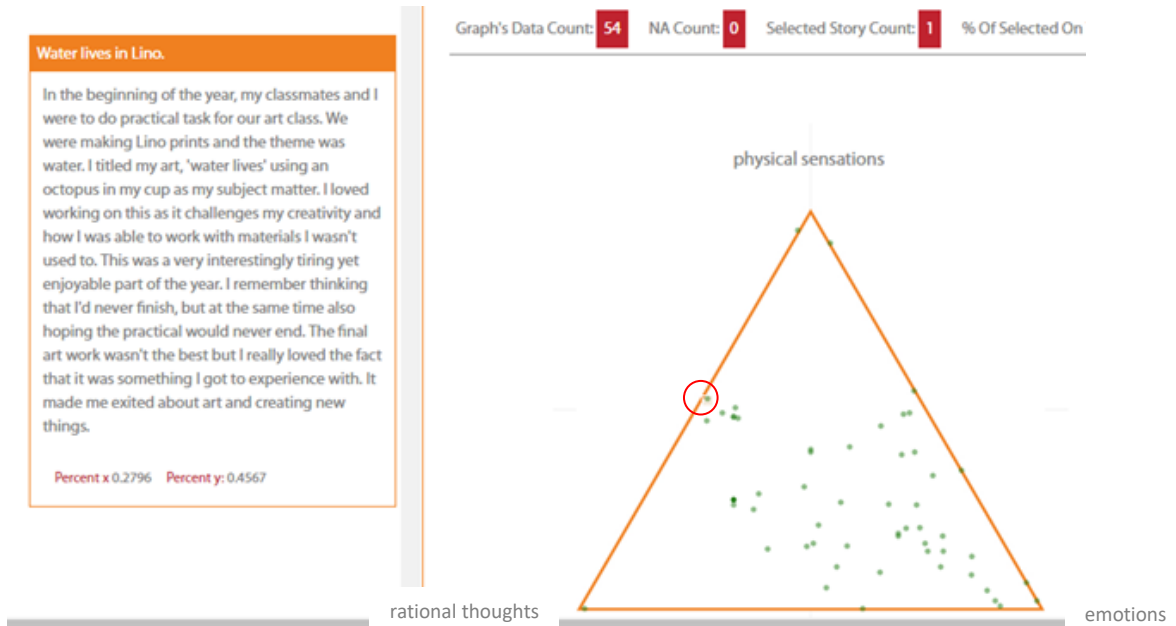 Graph's Data Count: 54 NA Count: 0 Selected Story Count: 1 % Of Selected On
Water lives in Lino.
In the beginning of the year, my classmates and I
were to do practical task for our art class. We
were making Lino prints and the theme was
water. I titled my art, 'water lives' using an
octopus in my cup as my subject matter. I loved
working on this as it challenges my creativity and
how I was able to work with materials I wasn't
used to. This was a very interestingly tiring yet
enjoyable part of the year. I remember thinking
that I'd never finish, but at the same time also
hoping the practical would never end. The final
art work wasn't the best but I really loved the fact
that it was something I got to experience with. It
made me exited about art and creating new
things.
Percent x 0.2796 Percent y: 0.4567
physical sensations
rational thoughts
emotions